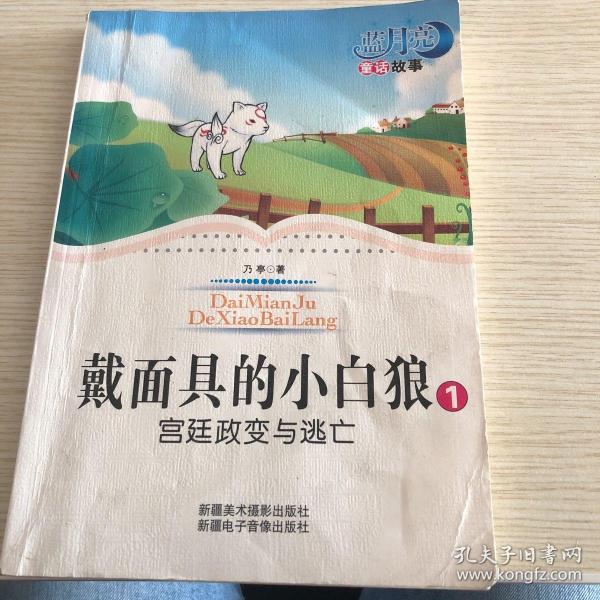 蓝月亮
童话故事
乃亭⊙著
DaiMianJu
DeXiaoBaiLang
戴面具的小白狼1
宫廷政变与逃亡
新疆美术摄影出版社
新疆电子音像出版社
孔夫子旧书网
www.kongfz.com